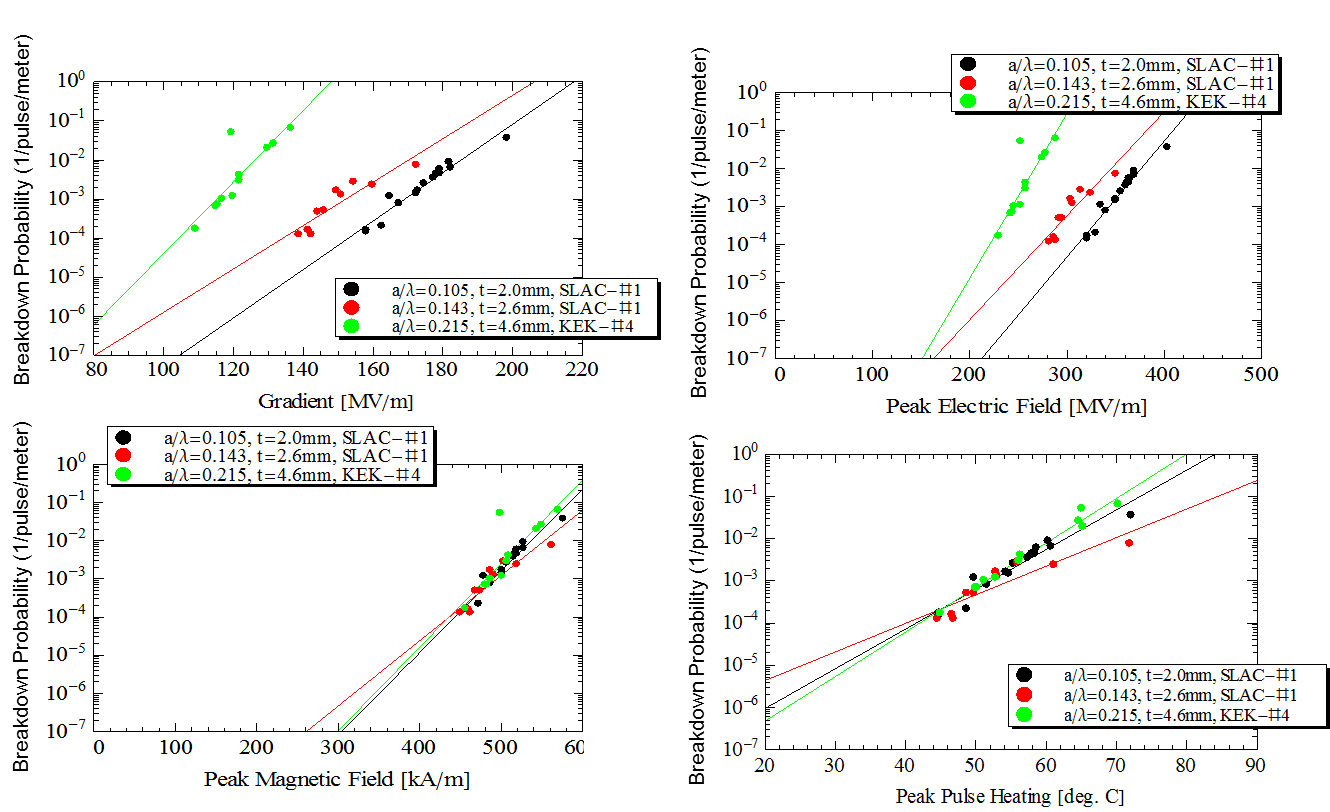 Breakdown Probability (1/pulse/meter)
10⁰
10⁻¹
10⁻²
10⁻³
10⁻⁴
10⁻⁵
10⁻⁶
10⁻⁷
a/λ=0.105, t=2.0mm, SLAC-#1
a/λ=0.143, t=2.6mm, SLAC-#1
a/λ=0.215, t=4.6mm, KEK-#4
80 100 120 140 160 180 200 220
Gradient [MV/m]
Breakdown Probability (1/pulse/meter)
a/λ=0.105, t=2.0mm, SLAC-#1
a/λ=0.143, t=2.6mm, SLAC-#1
a/λ=0.215, t=4.6mm, KEK-#4
10⁰
10⁻¹
10⁻²
10⁻³
10⁻⁴
10⁻⁵
10⁻⁶
10⁻⁷
0 100 200 300 400 500
Peak Electric Field [MV/m]
Breakdown Probability (1/pulse/meter)
a/λ=0.105, t=2.0mm, SLAC-#1
a/λ=0.143, t=2.6mm, SLAC-#1
a/λ=0.215, t=4.6mm, KEK-#4
10⁰
10⁻¹
10⁻²
10⁻³
10⁻⁴
10⁻⁵
10⁻⁶
10⁻⁷
0 100 200 300 400 500 60
Peak Magnetic Field [kA/m]
Breakdown Probability (1/pulse/meter)
10⁰
10⁻¹
10⁻²
10⁻³
10⁻⁴
10⁻⁵
10⁻⁶
10⁻⁷
a/λ=0.105, t=2.0mm, SLAC-#1
a/λ=0.143, t=2.6mm, SLAC-#1
a/λ=0.215, t=4.6mm, KEK-#4
20 30 40 50 60 70 80 90
Peak Pulse Heating [deg. C]